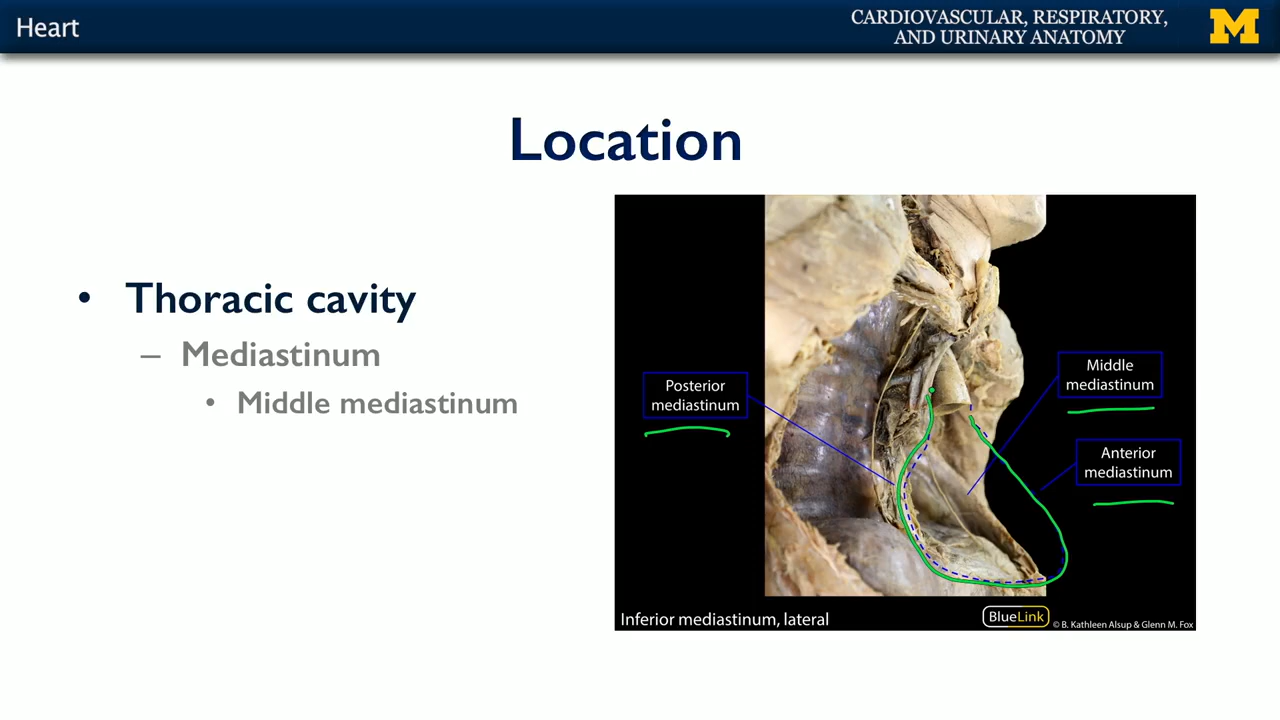 Heart
CARDIOVASCULAR, RESPIRATORY,
AND URINARY ANATOMY
M
Location
• Thoracic cavity
– Mediastinum
• Middle mediastinum
Posterior
mediastinum
Middle
mediastinum
Anterior
mediastinum
Inferior mediastinum, lateral
BlueLink
© B. Kathleen Alsup & Glenn M. Fox